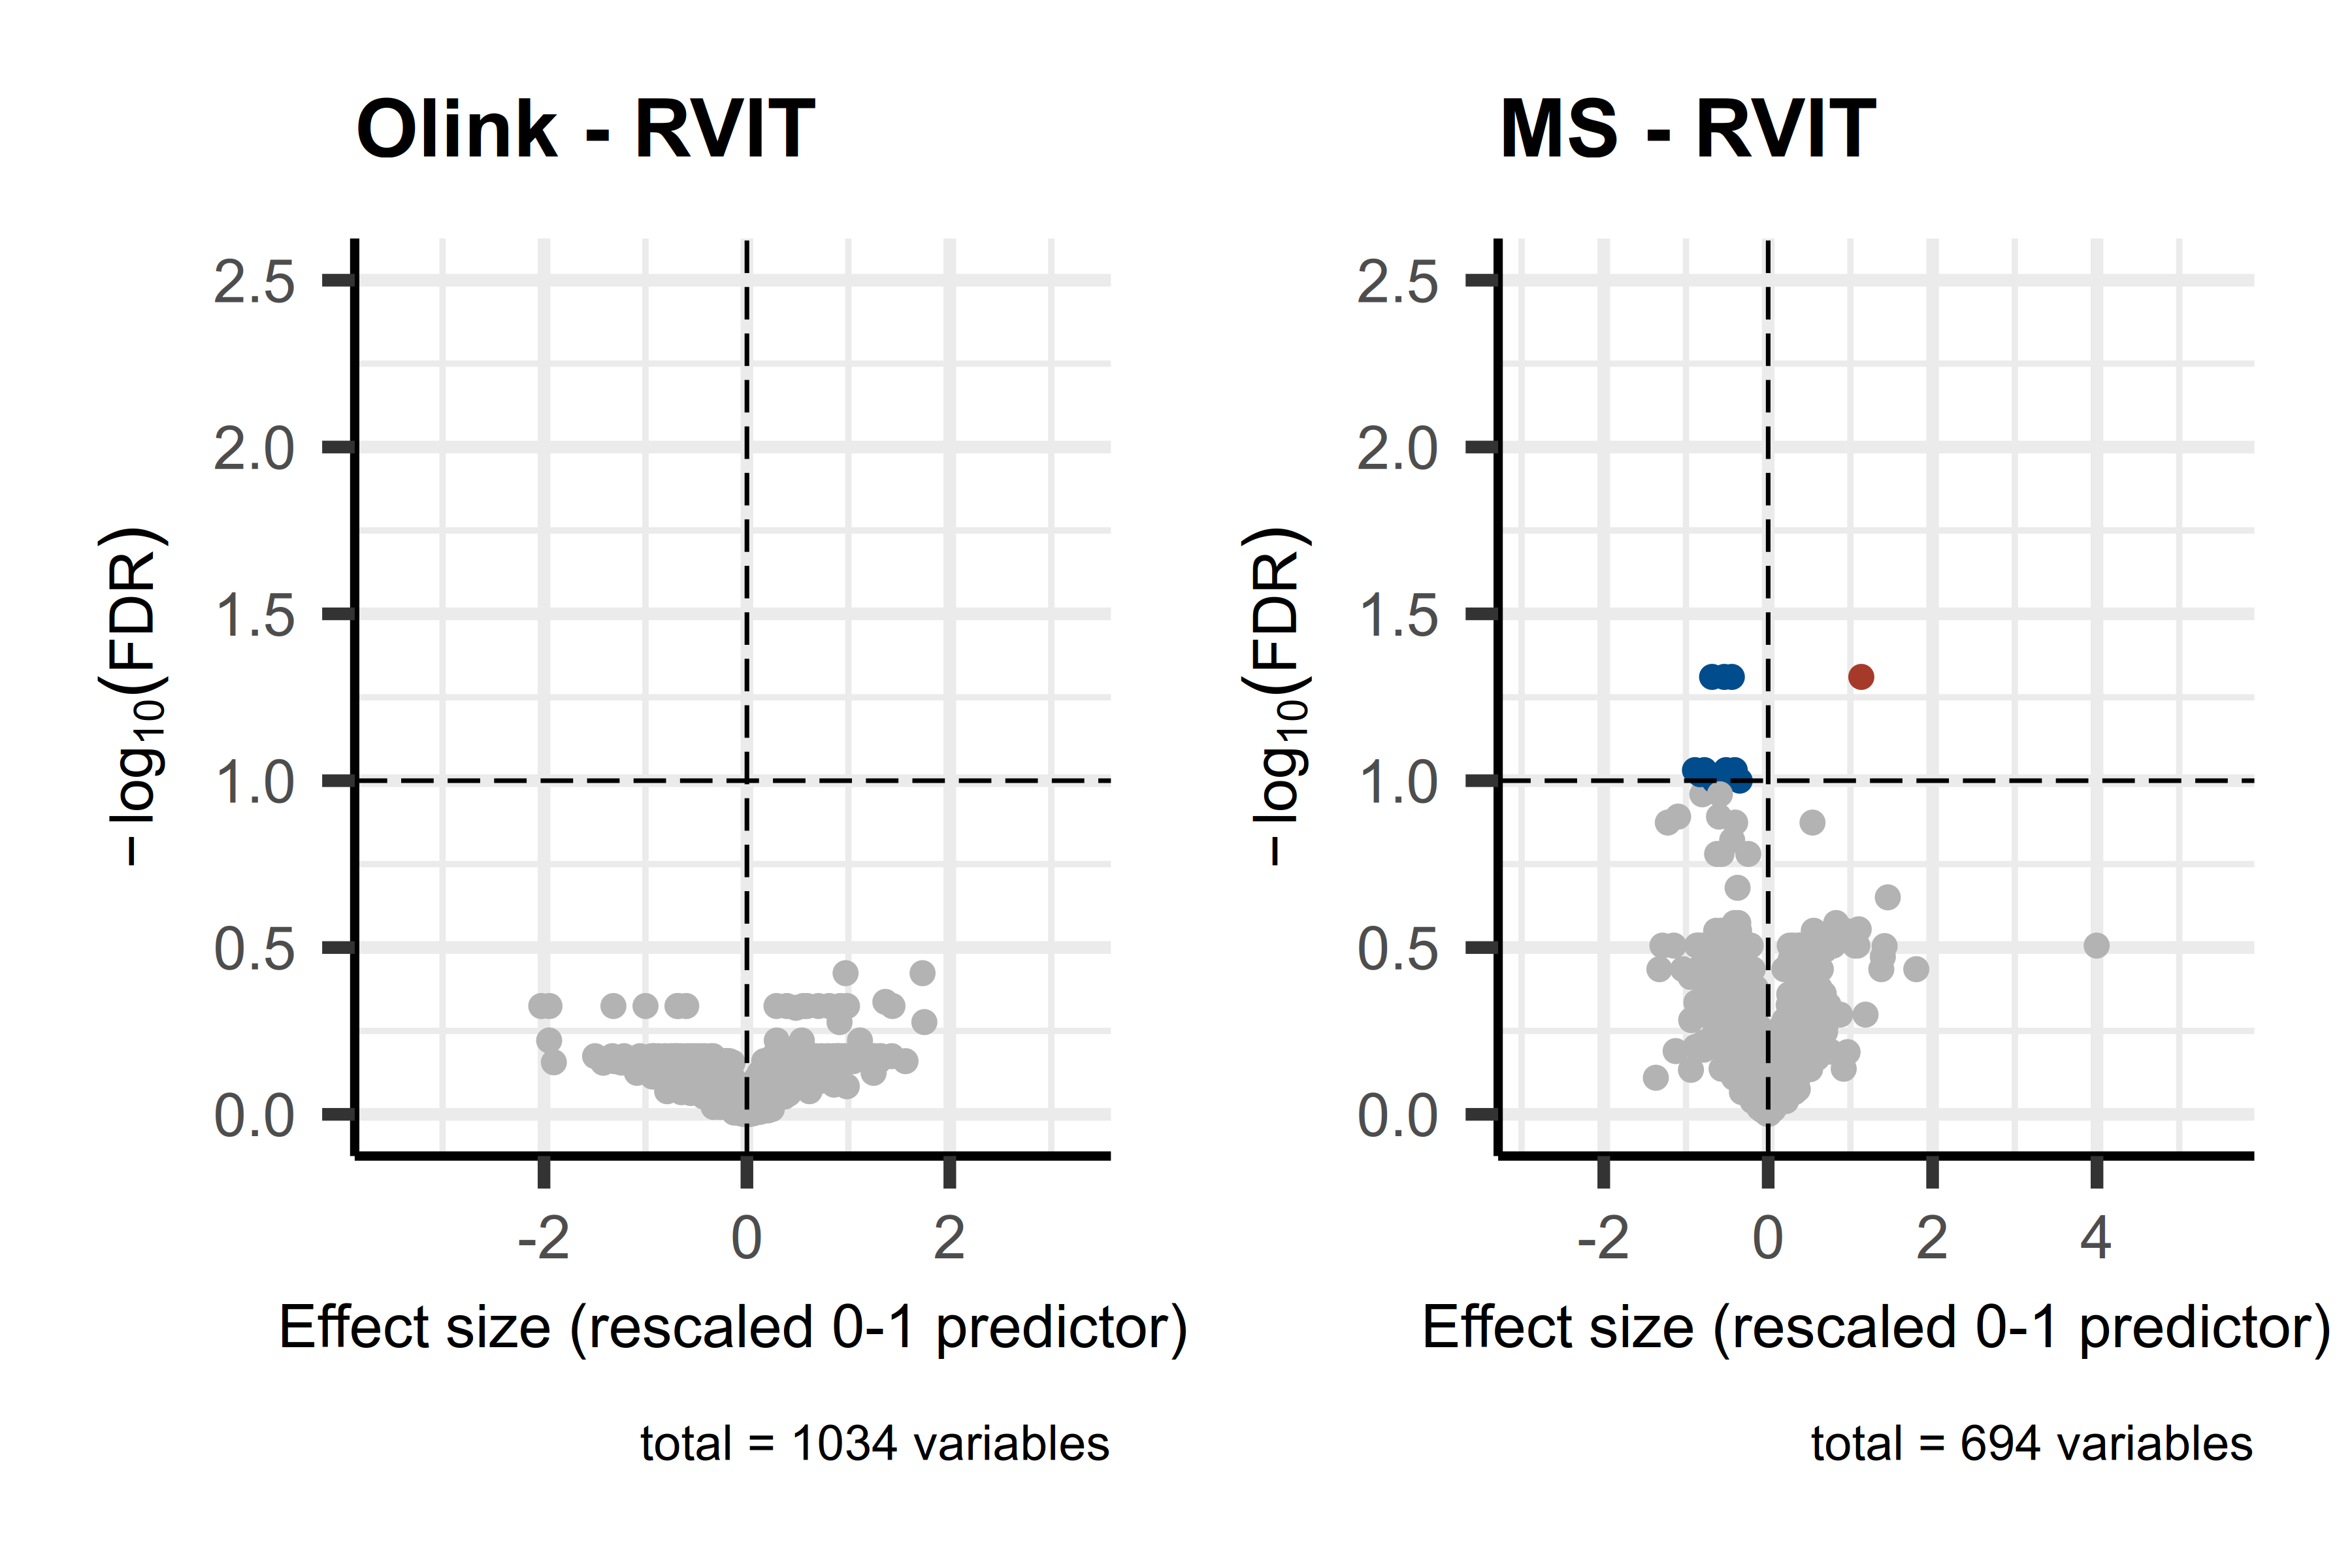 Olink - RVIT
2.5
2.0
1.5
1.0
0.5
0.0
− log10(FDR)
-2 0 2
Effect size (rescaled 0-1 predictor)
total = 1034 variables
MS - RVIT
2.5
2.0
1.5
1.0
0.5
0.0
− log10(FDR)
-2 0 2 4
Effect size (rescaled 0-1 predictor)
total = 694 variables